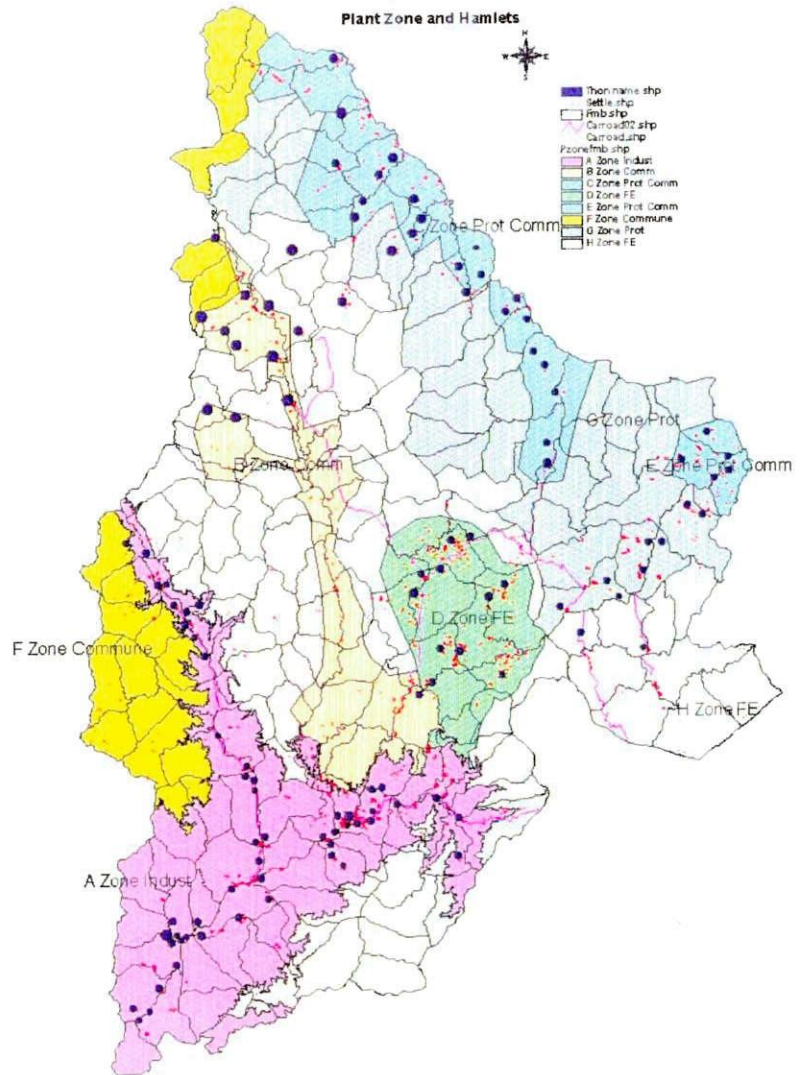 Plant Zone and Hamlets
N
W E
S
Thon name.shp
Settle.shp
Fmb.shp
Carroad02.shp
Carroad.shp
Pzonefmb.shp
A Zone Indust
B Zone Comm
C Zone Prot Comm
D Zone FE
E Zone Prot Comm
F Zone Commune
G Zone Prot
H Zone FE
Zone Prot Comm
G Zone Prot
E Zone Prot Comm
B Zone Comm
D Zone FE
F Zone Commune
H Zone FE
A Zone Indust